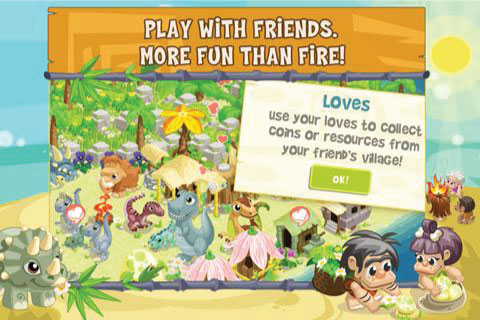 PLAY WITH FRIENDS.
MORE FUN THAN FIRE!
Loves
use your loves to collect
coins or resources from
your friend's village!
OK!